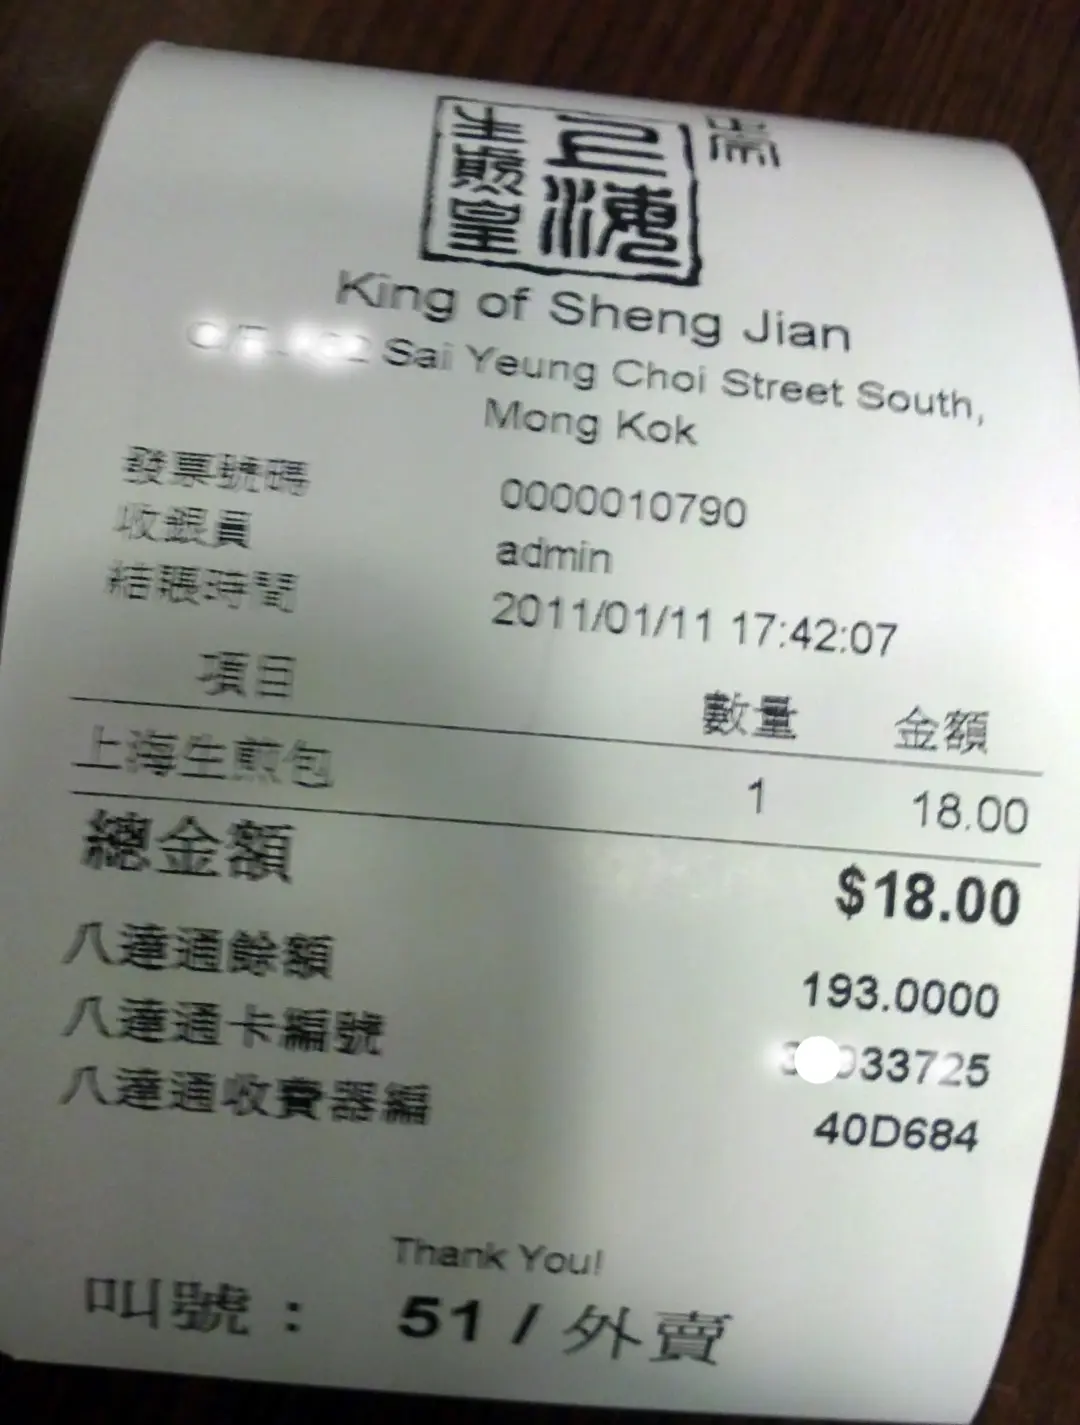 上海
生煎皇
King of Sheng Jian
Sai Yeung Choi Street South,
Mong Kok
發票號碼 0000010790
收銀員 admin
結賬時間 2011/01/11 17:42:07
項目 數量 金額
上海生煎包 1 18.00
總金額 $18.00
八達通餘額 193.0000
八達通卡編號 33725
八達通收費器編 40D684
Thank You!
叫號： 51 / 外賣